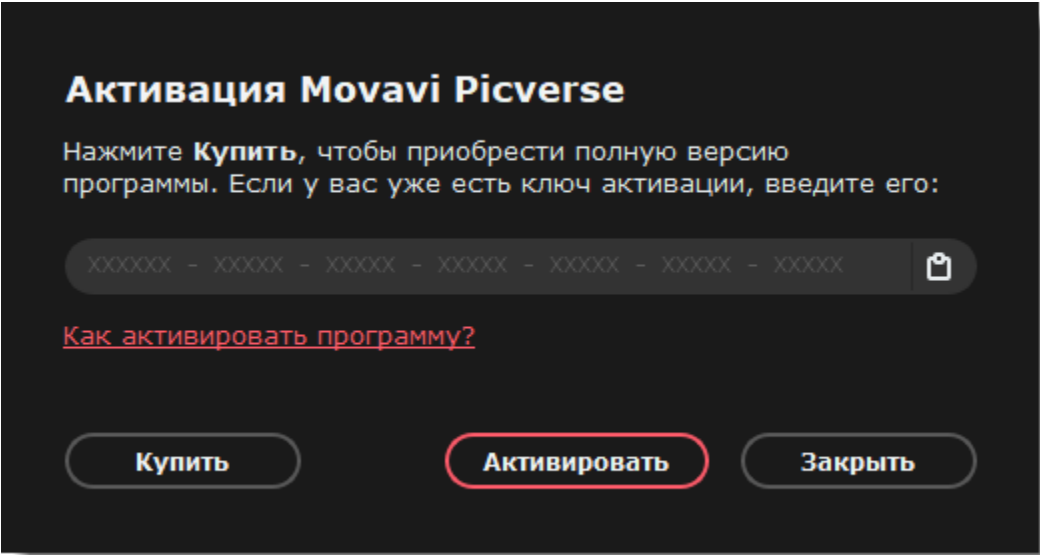 Активация Movavi Picverse
Нажмите Купить, чтобы приобрести полную версию
программы. Если у вас уже есть ключ активации, введите его:
XXXXXX - XXXXX - XXXXX - XXXXX - XXXXX - XXXXX - XXXXX
Как активировать программу?
Купить Активировать Закрыть